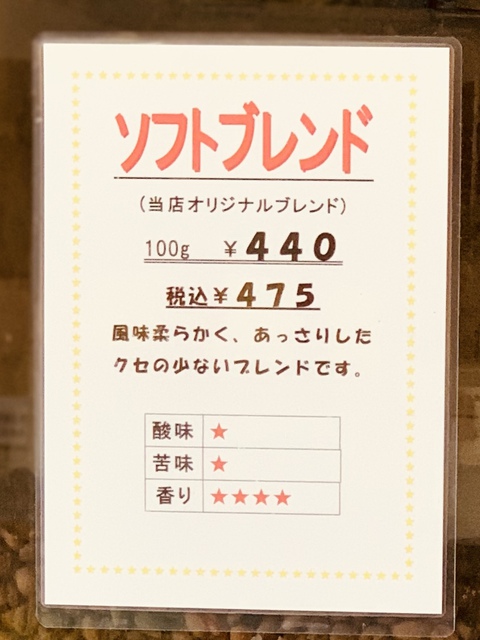 ソフトブレンド
（当店オリジナルブレンド）
100g ¥440
税込¥475
風味柔らかく、あっさりした
クセの少ないブレンドです。
酸味 ★
苦味 ★
香り ★★★★